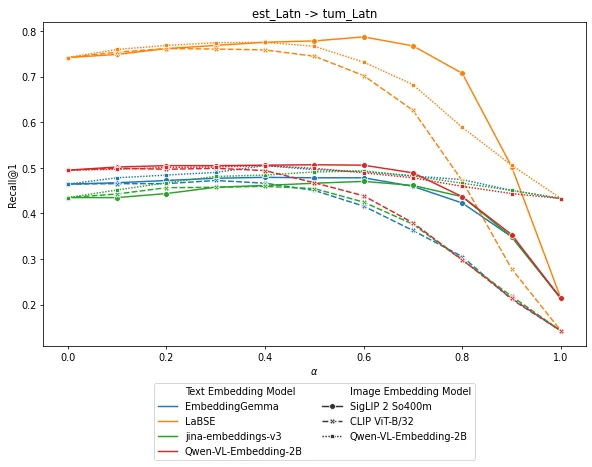 est_Latn -> tum_Latn
0.8
0.7
0.6
0.5
0.4
0.3
0.2
Recall@1
0.0 0.2 0.4 0.6 0.8 1.0
α
Text Embedding Model
EmbeddingGemma
LaBSE
jina-embeddings-v3
Qwen-VL-Embedding-2B
Image Embedding Model
SigLIP 2 So400m
CLIP ViT-B/32
Qwen-VL-Embedding-2B